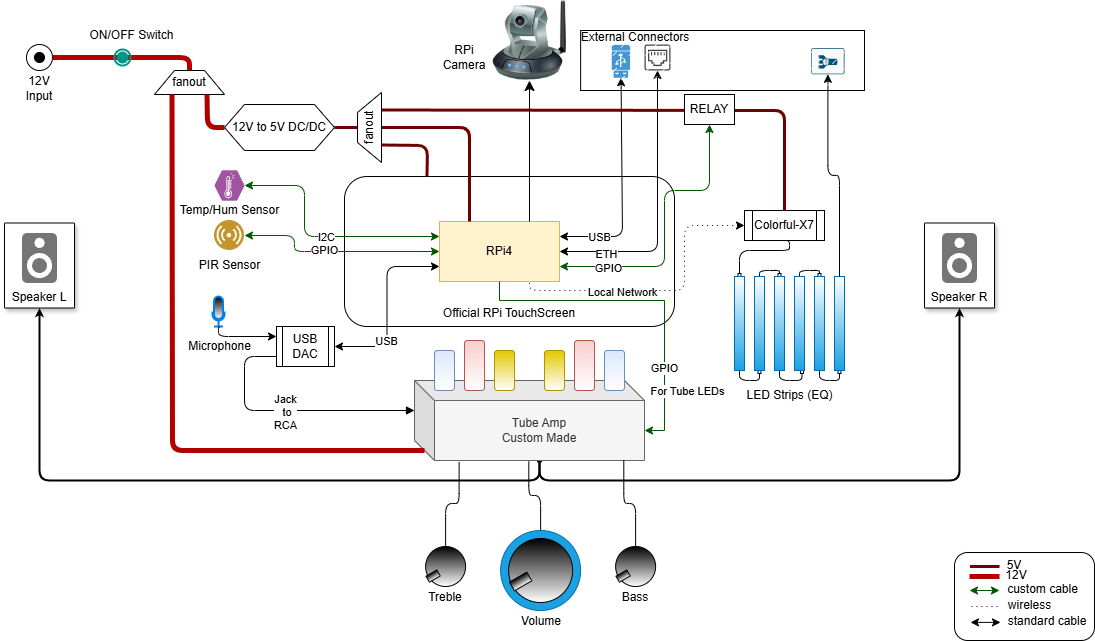 ON/OFF Switch
12V
Input
fanout
12V to 5V DC/DC
fanout
RPi
Camera
External Connectors
RELAY
Temp/Hum Sensor
PIR Sensor
I2C
GPIO
RPi4
USB
ETH
GPIO
Colorful-X7
Local Network
Official RPi TouchScreen
Speaker L
Speaker R
Microphone
USB
DAC
USB
GPIO
For Tube LEDs
LED Strips (EQ)
Jack
to
RCA
Tube Amp
Custom Made
Treble
Volume
Bass
5V
12V
custom cable
wireless
standard cable